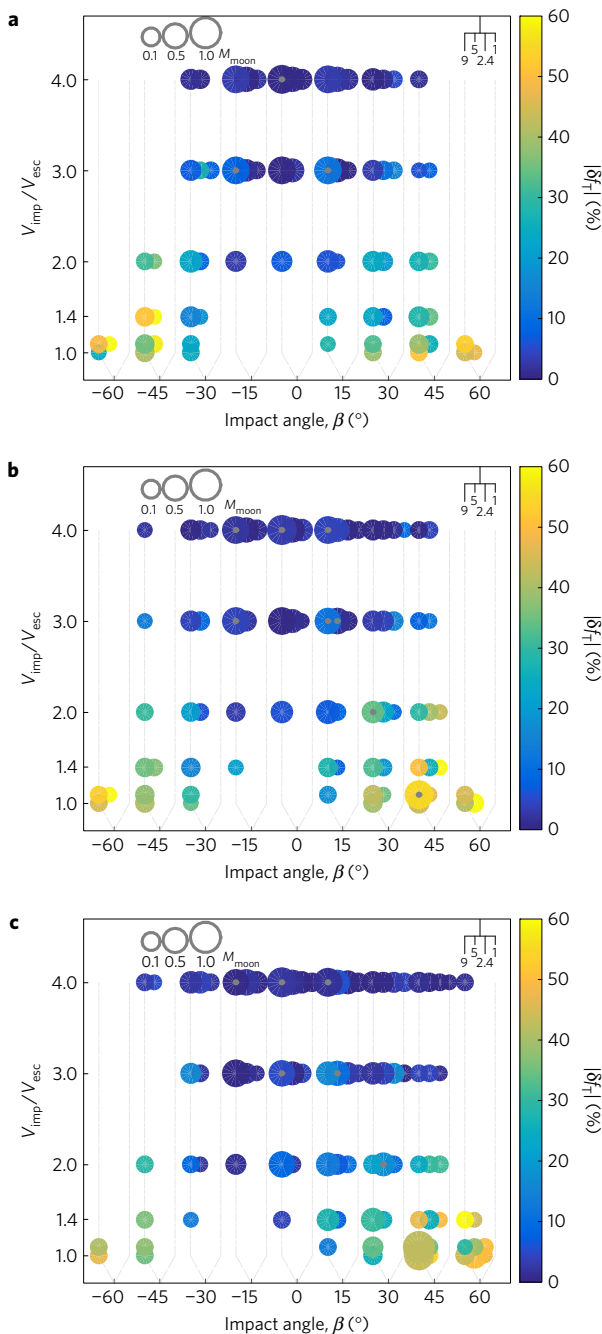 a
0.1 0.5 1.0 M_moon
9 5 2.4 1
4.0
3.0
2.0
1.4
1.0
V_imp/V_esc
−60 −45 −30 −15 0 15 30 45 60
Impact angle, β (°)
60
50
40
30
20
10
0
|δf_T| (%)
b
0.1 0.5 1.0 M_moon
9 5 2.4 1
4.0
3.0
2.0
1.4
1.0
V_imp/V_esc
−60 −45 −30 −15 0 15 30 45 60
Impact angle, β (°)
60
50
40
30
20
10
0
|δf_T| (%)
c
0.1 0.5 1.0 M_moon
9 5 2.4 1
4.0
3.0
2.0
1.4
1.0
V_imp/V_esc
−60 −45 −30 −15 0 15 30 45 60
Impact angle, β (°)
60
50
40
30
20
10
0
|δf_T| (%)